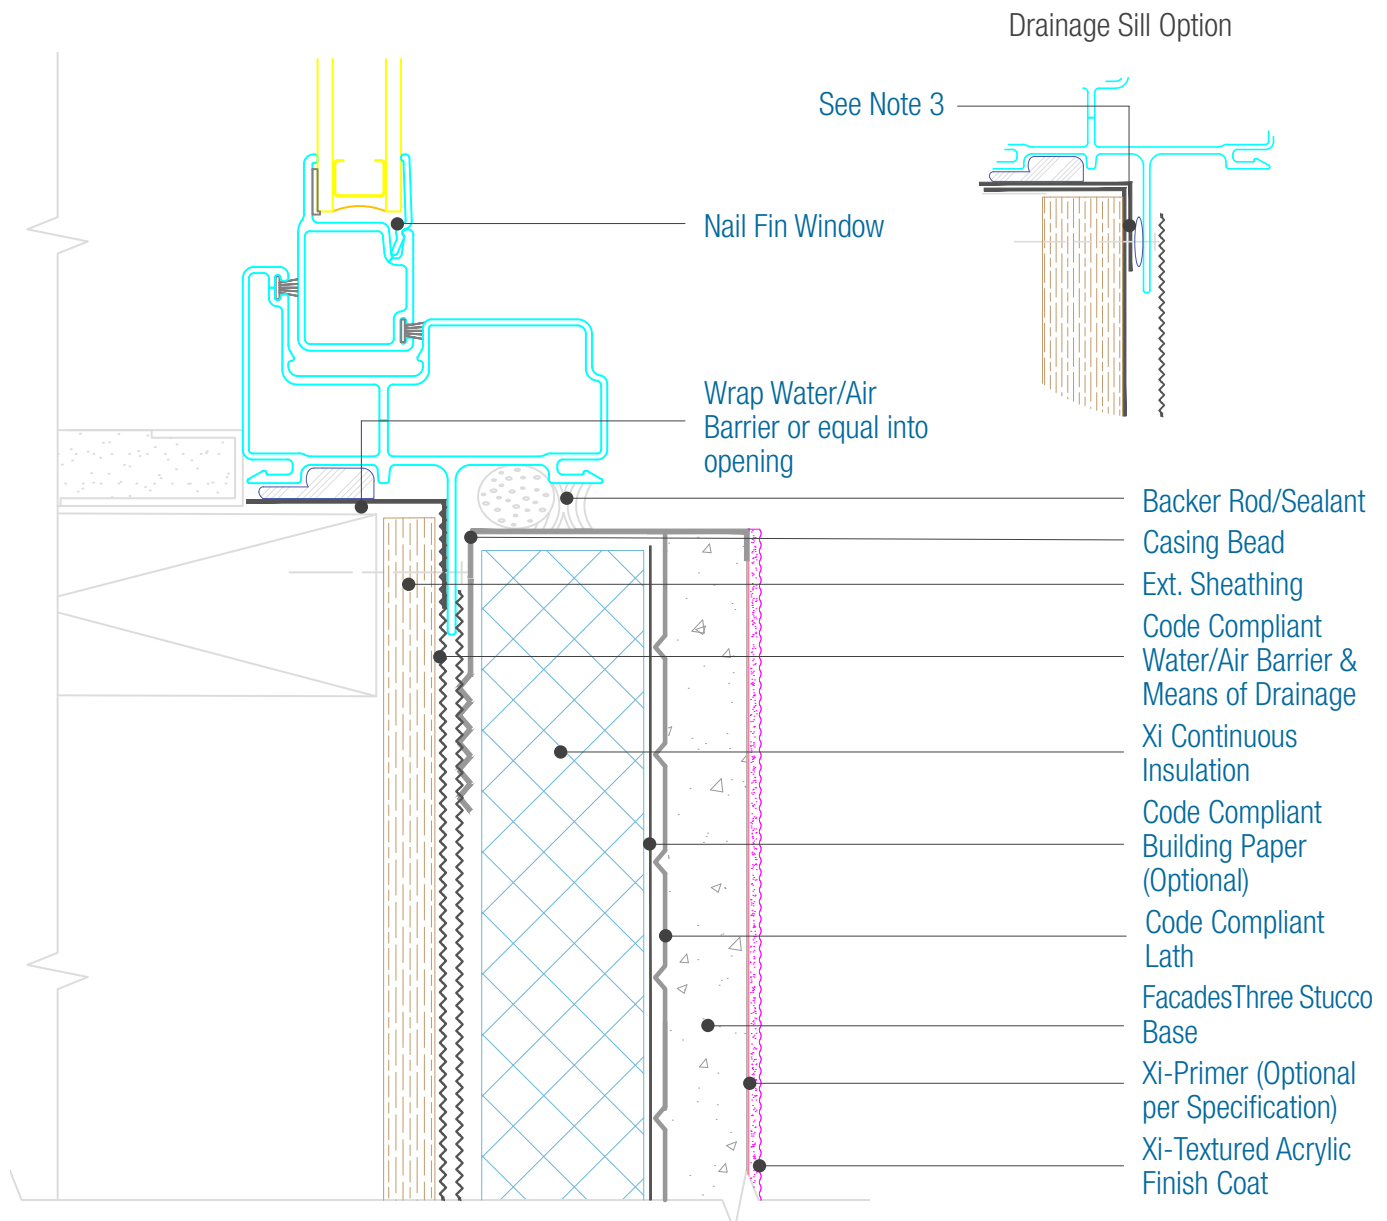 Drainage Sill Option
See Note 3
Nail Fin Window
Wrap Water/Air
Barrier or equal into
opening
Backer Rod/Sealant
Casing Bead
Ext. Sheathing
Code Compliant
Water/Air Barrier &
Means of Drainage
Xi Continuous
Insulation
Code Compliant
Building Paper
(Optional)
Code Compliant
Lath
FacadesThree Stucco
Base
Xi-Primer (Optional
per Specification)
Xi-Textured Acrylic
Finish Coat